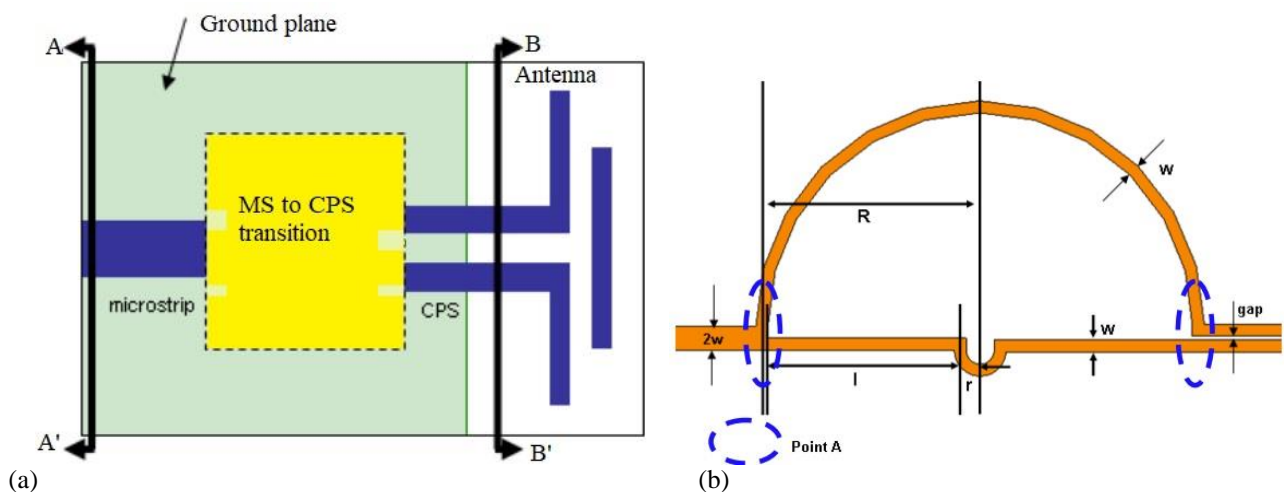 Ground plane
A
B
Antenna
MS to CPS
transition
microstrip
CPS
A'
B'
(a)
w
R
gap
2w
w
l
r
Point A
(b)